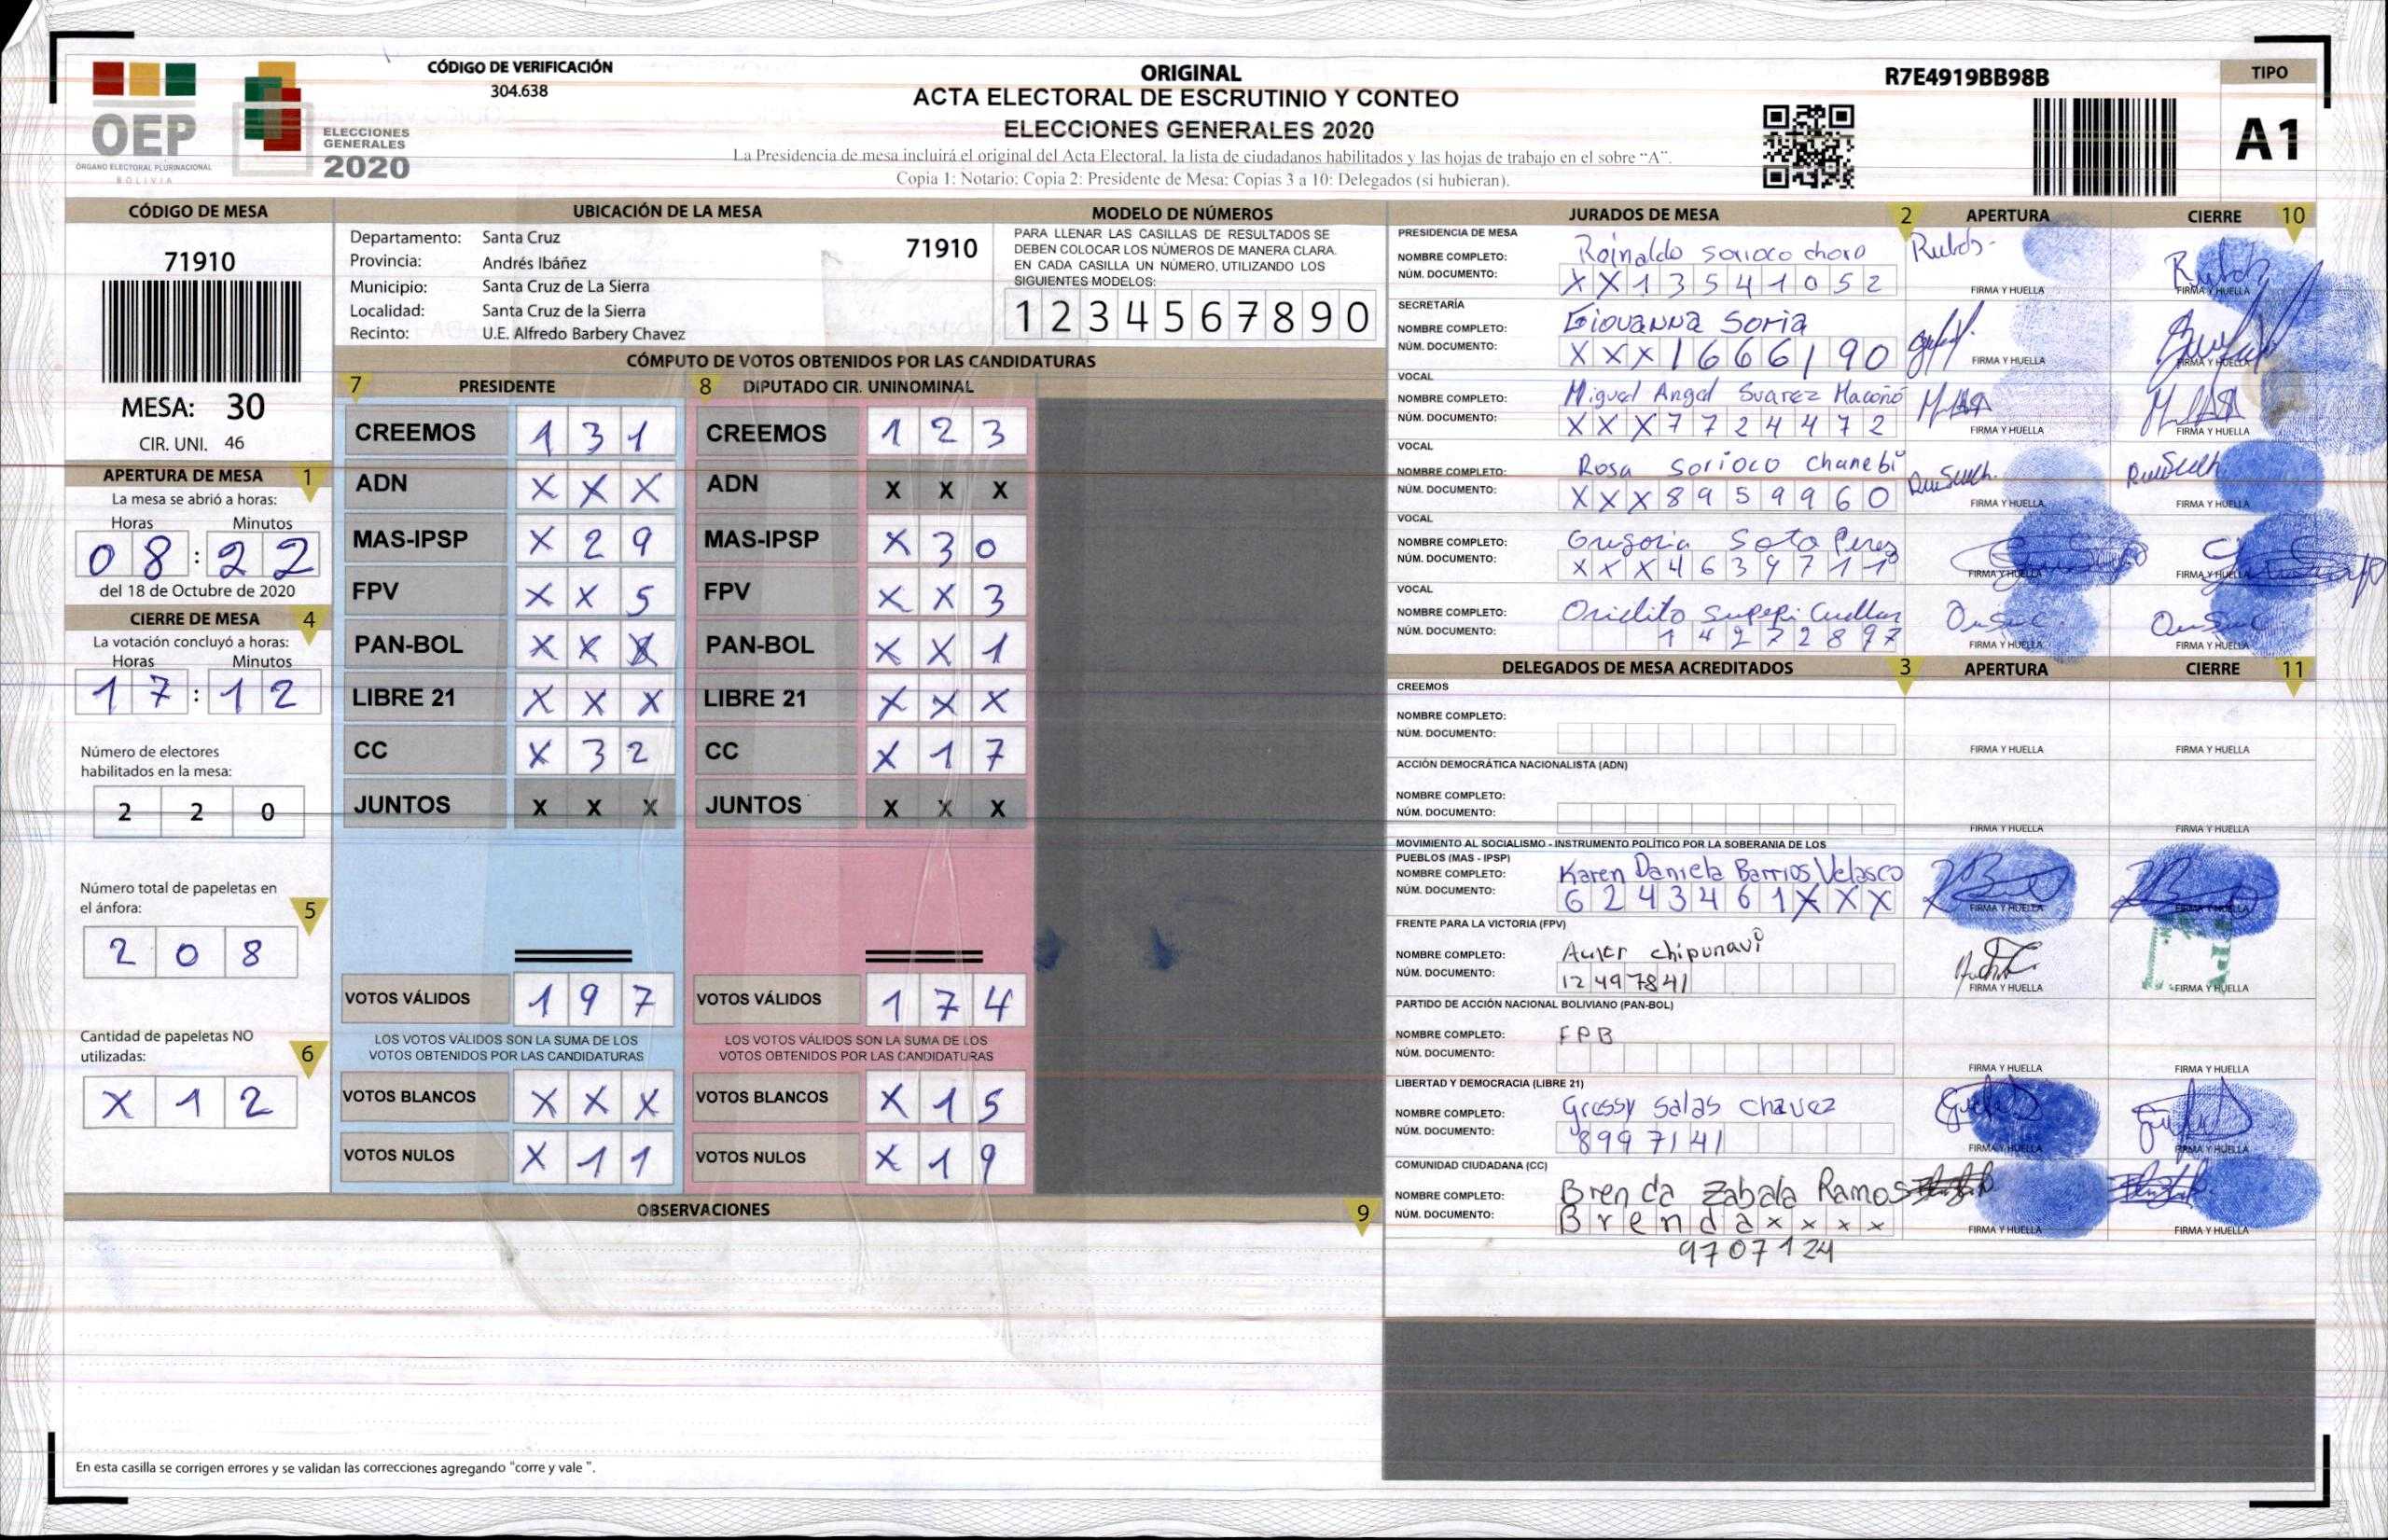 CÓDIGO DE VERIFICACIÓN
304.638
OEP
ÓRGANO ELECTORAL PLURINACIONAL
BOLIVIA
ELECCIONES
GENERALES
2020
ORIGINAL
ACTA ELECTORAL DE ESCRUTINIO Y CONTEO
ELECCIONES GENERALES 2020
La Presidencia de mesa incluirá el original del Acta Electoral, la lista de ciudadanos habilitados y las hojas de trabajo en el sobre "A".
Copia 1: Notario; Copia 2: Presidente de Mesa; Copias 3 a 10: Delegados (si hubieran).
R7E4919BB98B
TIPO
A1
CÓDIGO DE MESA
71910
MESA: 30
CIR. UNI. 46
APERTURA DE MESA 1
La mesa se abrió a horas:
Horas Minutos
08:22
del 18 de Octubre de 2020
CIERRE DE MESA 4
La votación concluyó a horas:
Horas Minutos
17:12
Número de electores
habilitados en la mesa:
2 2 0
Número total de papeletas en
el ánfora: 5
2 0 8
Cantidad de papeletas NO
utilizadas: 6
X 1 2
UBICACIÓN DE LA MESA
Departamento: Santa Cruz
Provincia: Andrés Ibáñez
Municipio: Santa Cruz de La Sierra
Localidad: Santa Cruz de la Sierra
Recinto: U.E. Alfredo Barbery Chavez
71910
MODELO DE NÚMEROS
PARA LLENAR LAS CASILLAS DE RESULTADOS SE
DEBEN COLOCAR LOS NÚMEROS DE MANERA CLARA.
EN CADA CASILLA UN NÚMERO, UTILIZANDO LOS
SIGUIENTES MODELOS:
1 2 3 4 5 6 7 8 9 0
CÓMPUTO DE VOTOS OBTENIDOS POR LAS CANDIDATURAS
7 PRESIDENTE 8 DIPUTADO CIR. UNINOMINAL
CREEMOS 1 3 1 CREEMOS 1 2 3
ADN X X X ADN X X X
MAS-IPSP X 2 9 MAS-IPSP X 3 0
FPV X X 5 FPV X X 3
PAN-BOL X X X PAN-BOL X X 1
LIBRE 21 X X X LIBRE 21 X X X
CC X 3 2 CC X 1 7
JUNTOS X X X JUNTOS X X X
VOTOS VÁLIDOS 1 9 7 VOTOS VÁLIDOS 1 7 4
LOS VOTOS VÁLIDOS SON LA SUMA DE LOS
VOTOS OBTENIDOS POR LAS CANDIDATURAS
LOS VOTOS VÁLIDOS SON LA SUMA DE LOS
VOTOS OBTENIDOS POR LAS CANDIDATURAS
VOTOS BLANCOS X X X VOTOS BLANCOS X 1 5
VOTOS NULOS X 1 1 VOTOS NULOS X 1 9
OBSERVACIONES 9
En esta casilla se corrigen errores y se validan las correcciones agregando "corre y vale ".
JURADOS DE MESA 2 APERTURA CIERRE 10
PRESIDENCIA DE MESA
NOMBRE COMPLETO: Roinaldo Sorioco choro
NÚM. DOCUMENTO: XX13541052
FIRMA Y HUELLA FIRMA Y HUELLA
SECRETARÍA
NOMBRE COMPLETO: Giovanna Soria
NÚM. DOCUMENTO: XXX1666190
FIRMA Y HUELLA FIRMA Y HUELLA
VOCAL
NOMBRE COMPLETO: Miguel Angel Suarez Macoño
NÚM. DOCUMENTO: XXX7724472
FIRMA Y HUELLA FIRMA Y HUELLA
VOCAL
NOMBRE COMPLETO: Rosa Sorioco Chanebi
NÚM. DOCUMENTO: XXX8959960
FIRMA Y HUELLA FIRMA Y HUELLA
VOCAL
NOMBRE COMPLETO: Gregoria Soto Perez
NÚM. DOCUMENTO: XXX4639711
FIRMA Y HUELLA FIRMA Y HUELLA
VOCAL
NOMBRE COMPLETO: Cuellar
NÚM. DOCUMENTO: 14272897
FIRMA Y HUELLA FIRMA Y HUELLA
DELEGADOS DE MESA ACREDITADOS 3 APERTURA CIERRE 11
CREEMOS
NOMBRE COMPLETO:
NÚM. DOCUMENTO:
FIRMA Y HUELLA FIRMA Y HUELLA
ACCIÓN DEMOCRÁTICA NACIONALISTA (ADN)
NOMBRE COMPLETO:
NÚM. DOCUMENTO:
FIRMA Y HUELLA FIRMA Y HUELLA
MOVIMIENTO AL SOCIALISMO - INSTRUMENTO POLÍTICO POR LA SOBERANIA DE LOS
PUEBLOS (MAS - IPSP)
NOMBRE COMPLETO: Karen Daniela Barrios Velasco
NÚM. DOCUMENTO: 6243461XXX
FIRMA Y HUELLA FIRMA Y HUELLA
FRENTE PARA LA VICTORIA (FPV)
NOMBRE COMPLETO: chipunavi
NÚM. DOCUMENTO: 12497841
FIRMA Y HUELLA FIRMA Y HUELLA
PARTIDO DE ACCIÓN NACIONAL BOLIVIANO (PAN-BOL)
NOMBRE COMPLETO: FPB
NÚM. DOCUMENTO:
FIRMA Y HUELLA FIRMA Y HUELLA
LIBERTAD Y DEMOCRACIA (LIBRE 21)
NOMBRE COMPLETO: Gressy Salas Chavez
NÚM. DOCUMENTO: 8997141
FIRMA Y HUELLA FIRMA Y HUELLA
COMUNIDAD CIUDADANA (CC)
NOMBRE COMPLETO: Brenda Zabala Ramos
NÚM. DOCUMENTO: Brendaxxxx
9707124
FIRMA Y HUELLA FIRMA Y HUELLA